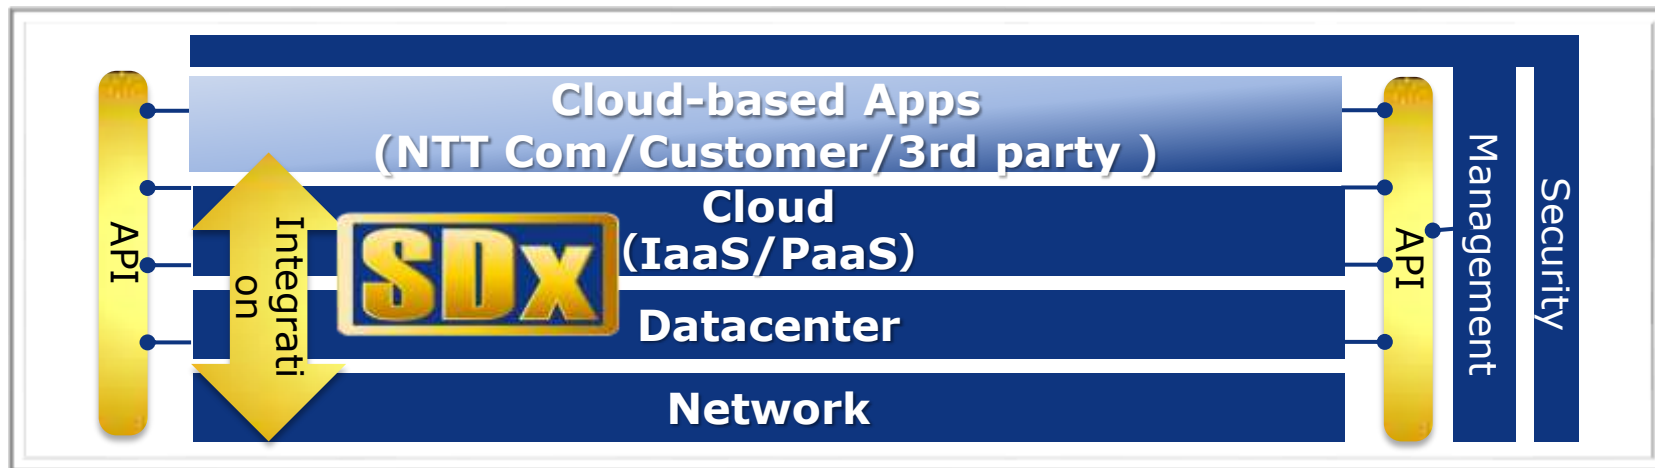 Cloud-based Apps
(NTT Com/Customer/3rd party )
API
Integrati
on
SDx
Cloud
(IaaS/PaaS)
Datacenter
Network
API
Management
Security